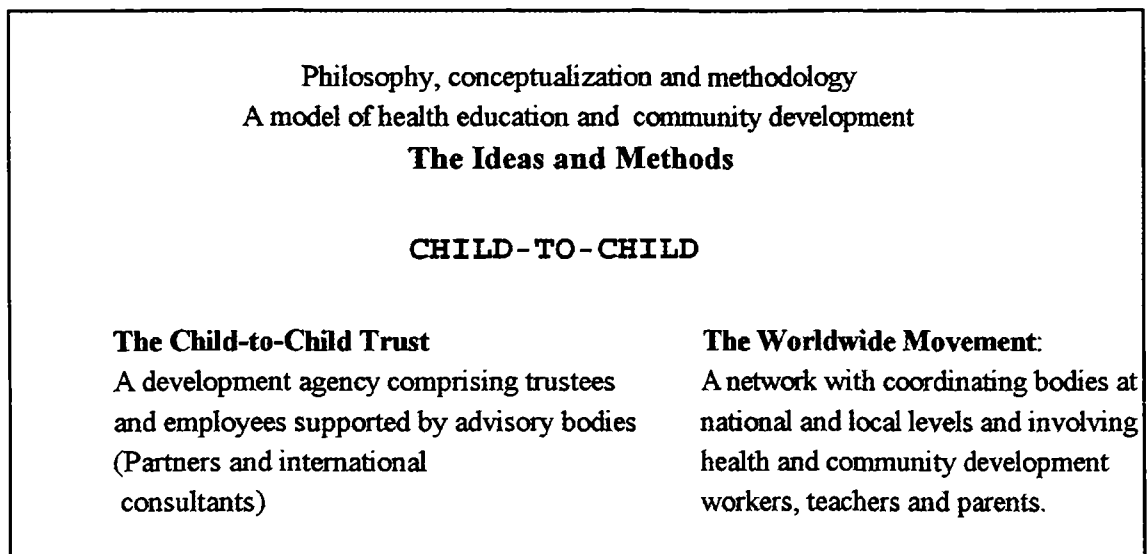 Philosophy, conceptualization and methodology
A model of health education and community development
The Ideas and Methods
CHILD-TO-CHILD
The Child-to-Child Trust
A development agency comprising trustees
and employees supported by advisory bodies
(Partners and international
consultants)
The Worldwide Movement:
A network with coordinating bodies at
national and local levels and involving
health and community development
workers, teachers and parents.